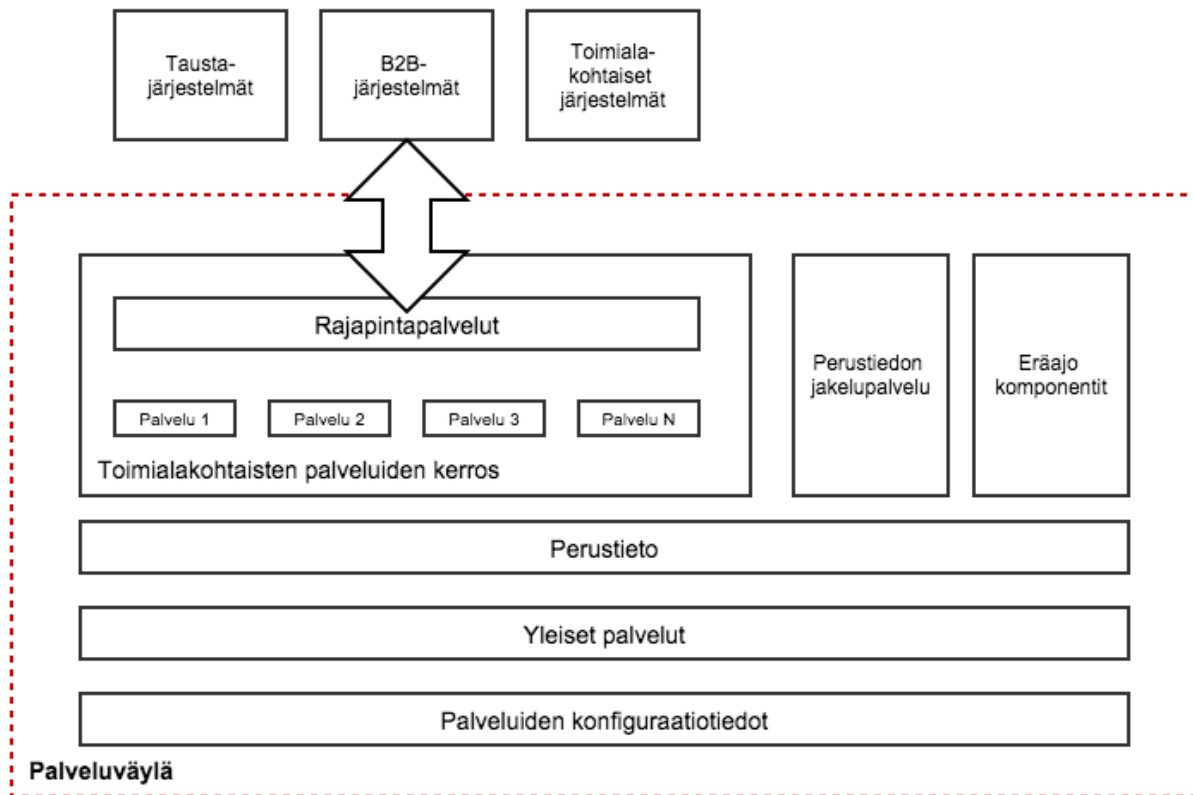 Tausta-
järjestelmät
B2B-
järjestelmät
Toimiala-
kohtaiset
järjestelmät
Rajapintapalvelut
Palvelu 1
Palvelu 2
Palvelu 3
Palvelu N
Toimialakohtaisten palveluiden kerros
Perustiedon
jakelupalvelu
Eräajo
komponentit
Perustieto
Yleiset palvelut
Palveluiden konfiguraatiotiedot
Palveluväylä